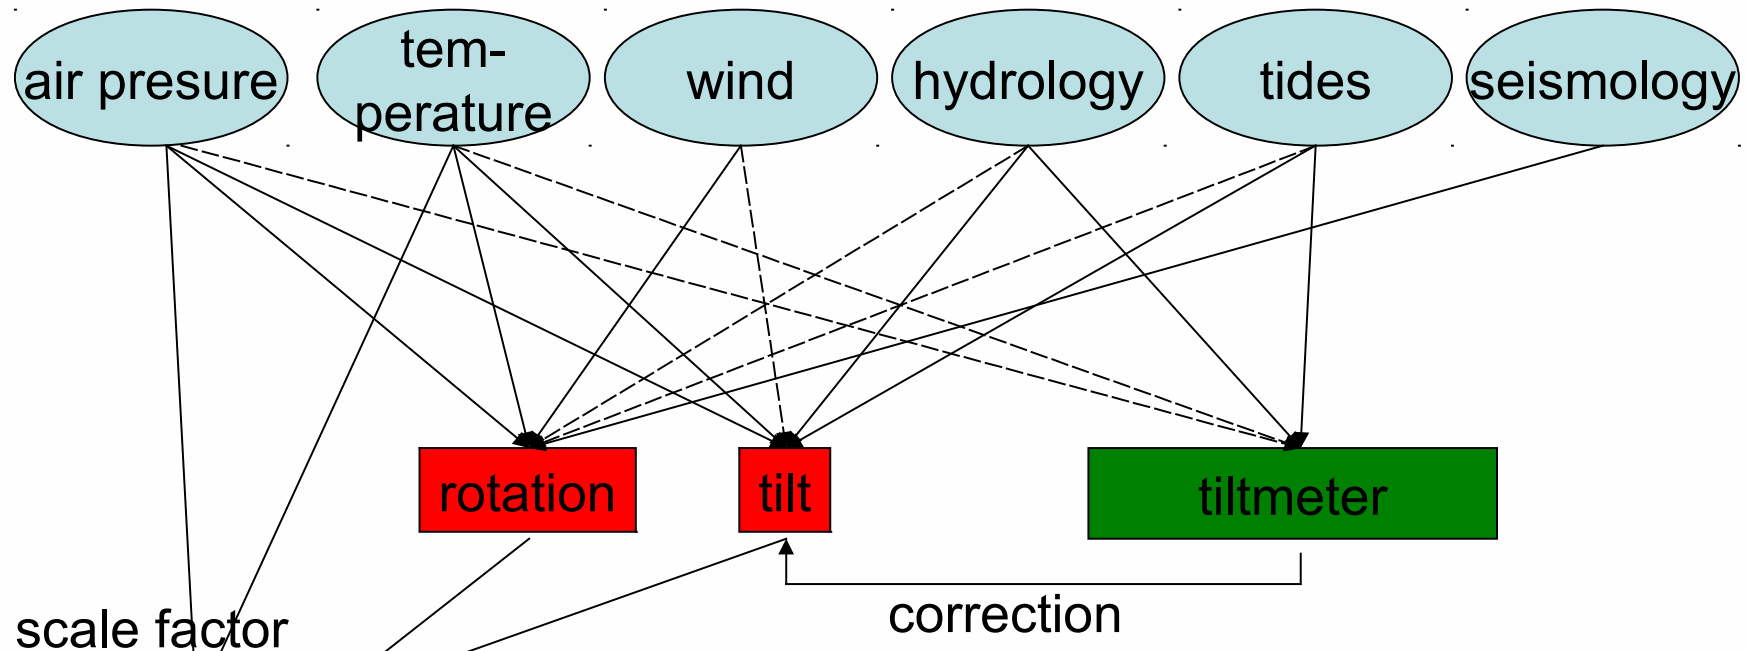 air presure
tem-
perature
wind
hydrology
tides
seismology
rotation
tilt
tiltmeter
scale factor
correction